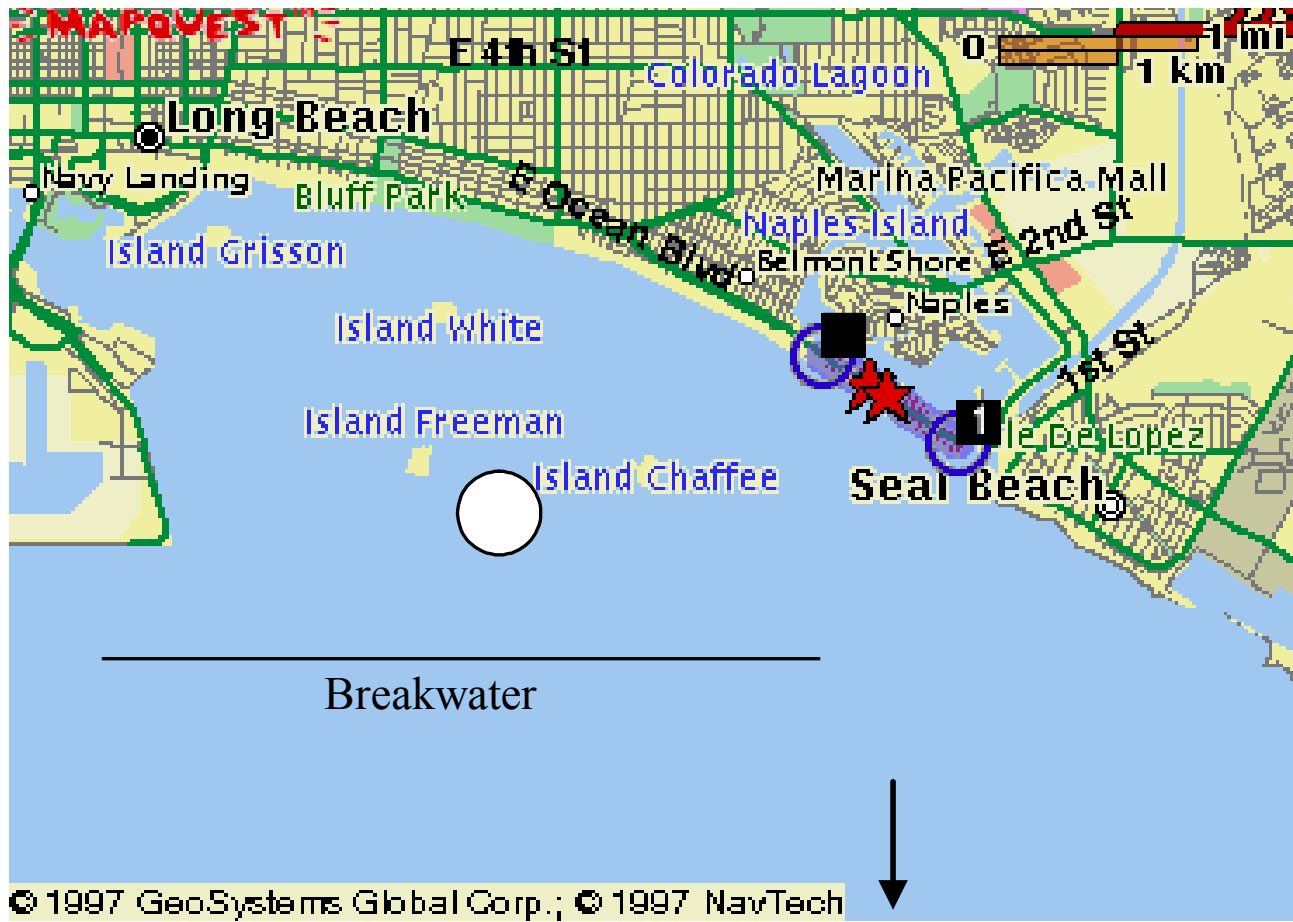 MAPQUEST
E 4th St
0 1 mi
1 km
Colorado Lagoon
Long Beach
Navy Landing
Bluff Park
E Ocean Blvd
Marina Pacifica Mall
Naples Island
E 2nd St
Island Grisson
Belmont Shore
Naples
Island White
1st St
Island Freeman
1
le De Lopez
Island Chaffee
Seal Beach
Breakwater
© 1997 GeoSystems Global Corp.; © 1997 NavTech